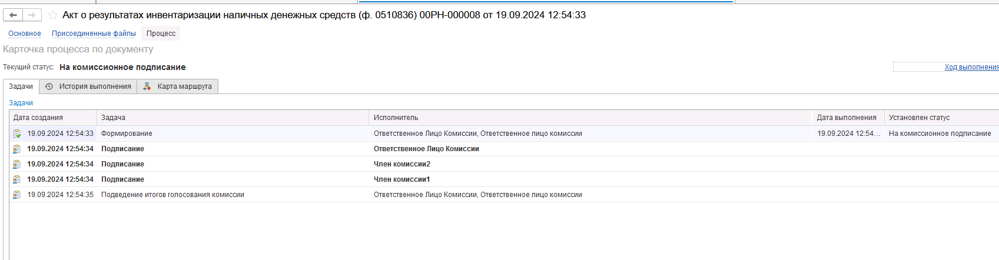 Акт о результатах инвентаризации наличных денежных средств (ф. 0510836) 00РН-000008 от 19.09.2024 12:54:33
Основное Присоединенные файлы Процесс
Карточка процесса по документу
Текущий статус: На комиссионное подписание Ход выполнения
Задачи История выполнения Карта маршрута
Задачи
Дата создания Задача Исполнитель Дата выполнения Установлен статус
19.09.2024 12:54:33 Формирование Ответственное Лицо Комиссии, Ответственное лицо комиссии 19.09.2024 12:54... На комиссионное подписание
19.09.2024 12:54:34 Подписание Ответственное Лицо Комиссии
19.09.2024 12:54:34 Подписание Член комиссии2
19.09.2024 12:54:34 Подписание Член комиссии1
19.09.2024 12:54:35 Подведение итогов голосования комиссии Ответственное Лицо Комиссии, Ответственное лицо комиссии